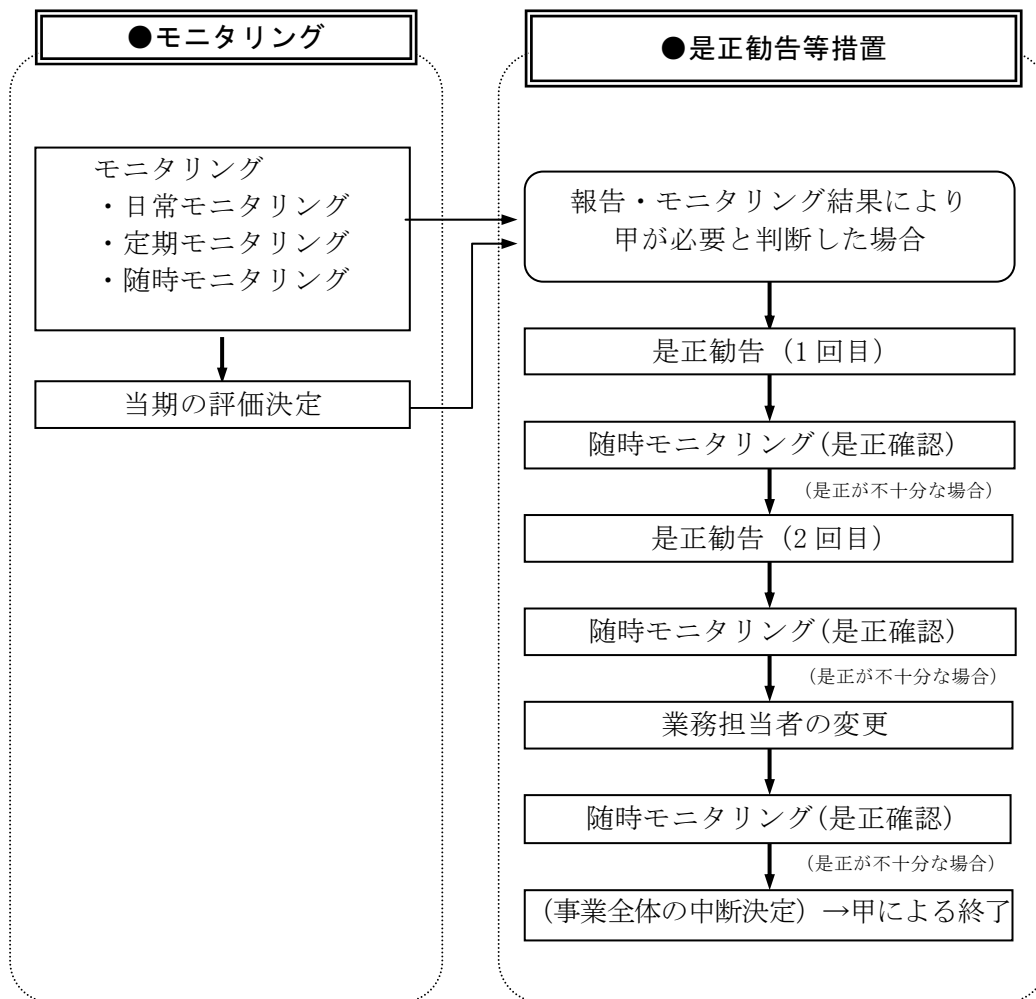 ●モニタリング
モニタリング
・日常モニタリング
・定期モニタリング
・随時モニタリング
当期の評価決定
●是正勧告等措置
報告・モニタリング結果により
甲が必要と判断した場合
是正勧告（1回目）
随時モニタリング(是正確認)
（是正が不十分な場合）
是正勧告（2回目）
随時モニタリング(是正確認)
（是正が不十分な場合）
業務担当者の変更
随時モニタリング(是正確認)
（是正が不十分な場合）
（事業全体の中断決定）→甲による終了